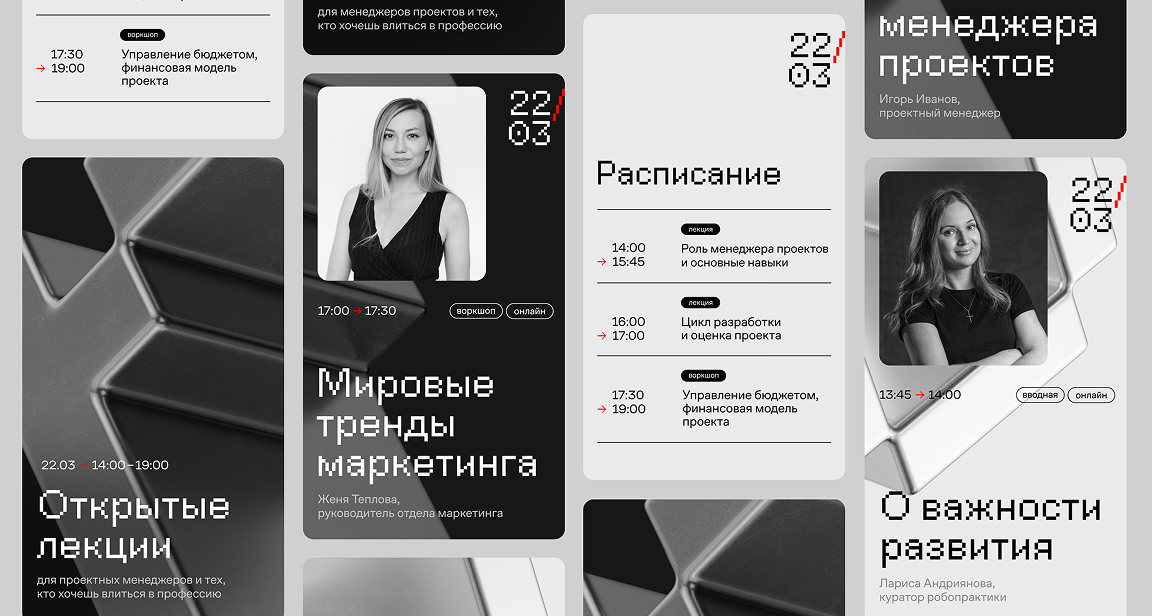 воркшоп
17:30
→ 19:00
Управление бюджетом,
финансовая модель
проекта
22.03 → 14:00–19:00
Открытые
лекции
для проектных менеджеров и тех,
кто хочешь влиться в профессию
для менеджеров проектов и тех,
кто хочешь влиться в профессию
22/
03
17:00 → 17:30
воркшоп
онлайн
Мировые
тренды
маркетинга
Женя Теплова,
руководитель отдела маркетинга
22/
03
Расписание
лекция
14:00
→ 15:45
Роль менеджера проектов
и основные навыки
лекция
16:00
→ 17:00
Цикл разработки
и оценка проекта
воркшоп
17:30
→ 19:00
Управление бюджетом,
финансовая модель
проекта
менеджера
проектов
Игорь Иванов,
проектный менеджер
22/
03
13:45 → 14:00
вводная
онлайн
О важности
развития
Лариса Андриянова,
куратор робопрактики